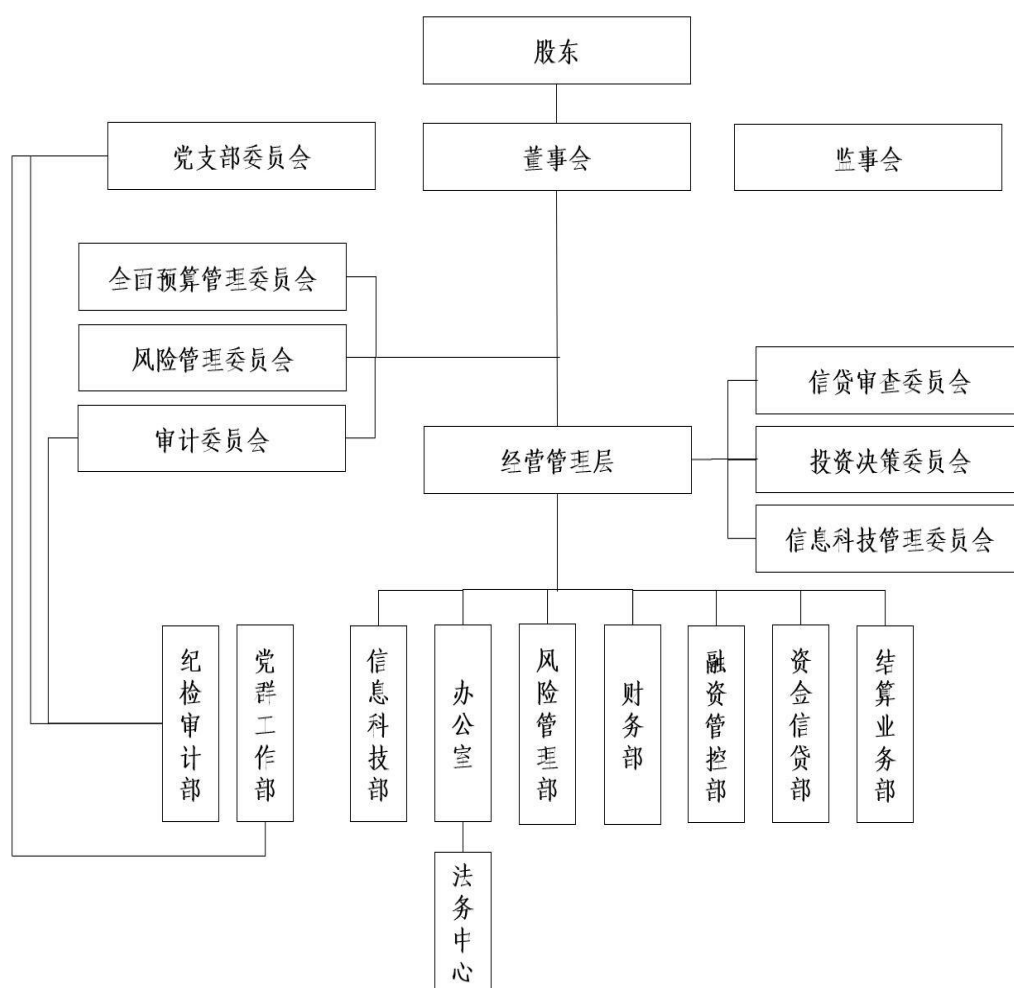 股东
党支部委员会
董事会
监事会
全面预算管理委员会
风险管理委员会
审计委员会
经营管理层
信贷审查委员会
投资决策委员会
信息科技管理委员会
纪检审计部
党群工作部
信息科技部
办公室
风险管理部
财务部
融资管控部
资金信贷部
结算业务部
法务中心